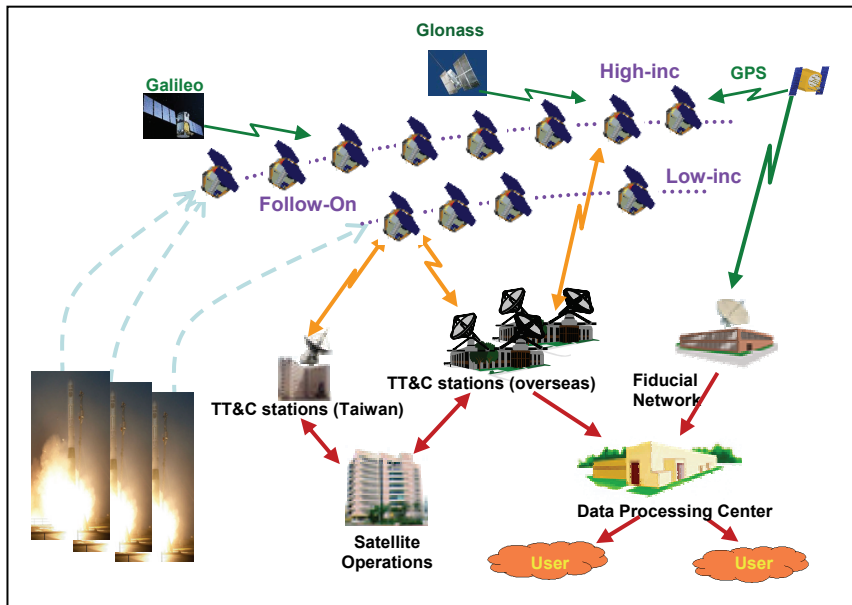 Glonass
High-inc
GPS
Galileo
Low-inc
Follow-On
TT&C stations (overseas)
Fiducial
Network
TT&C stations (Taiwan)
Data Processing Center
Satellite
Operations
User
User